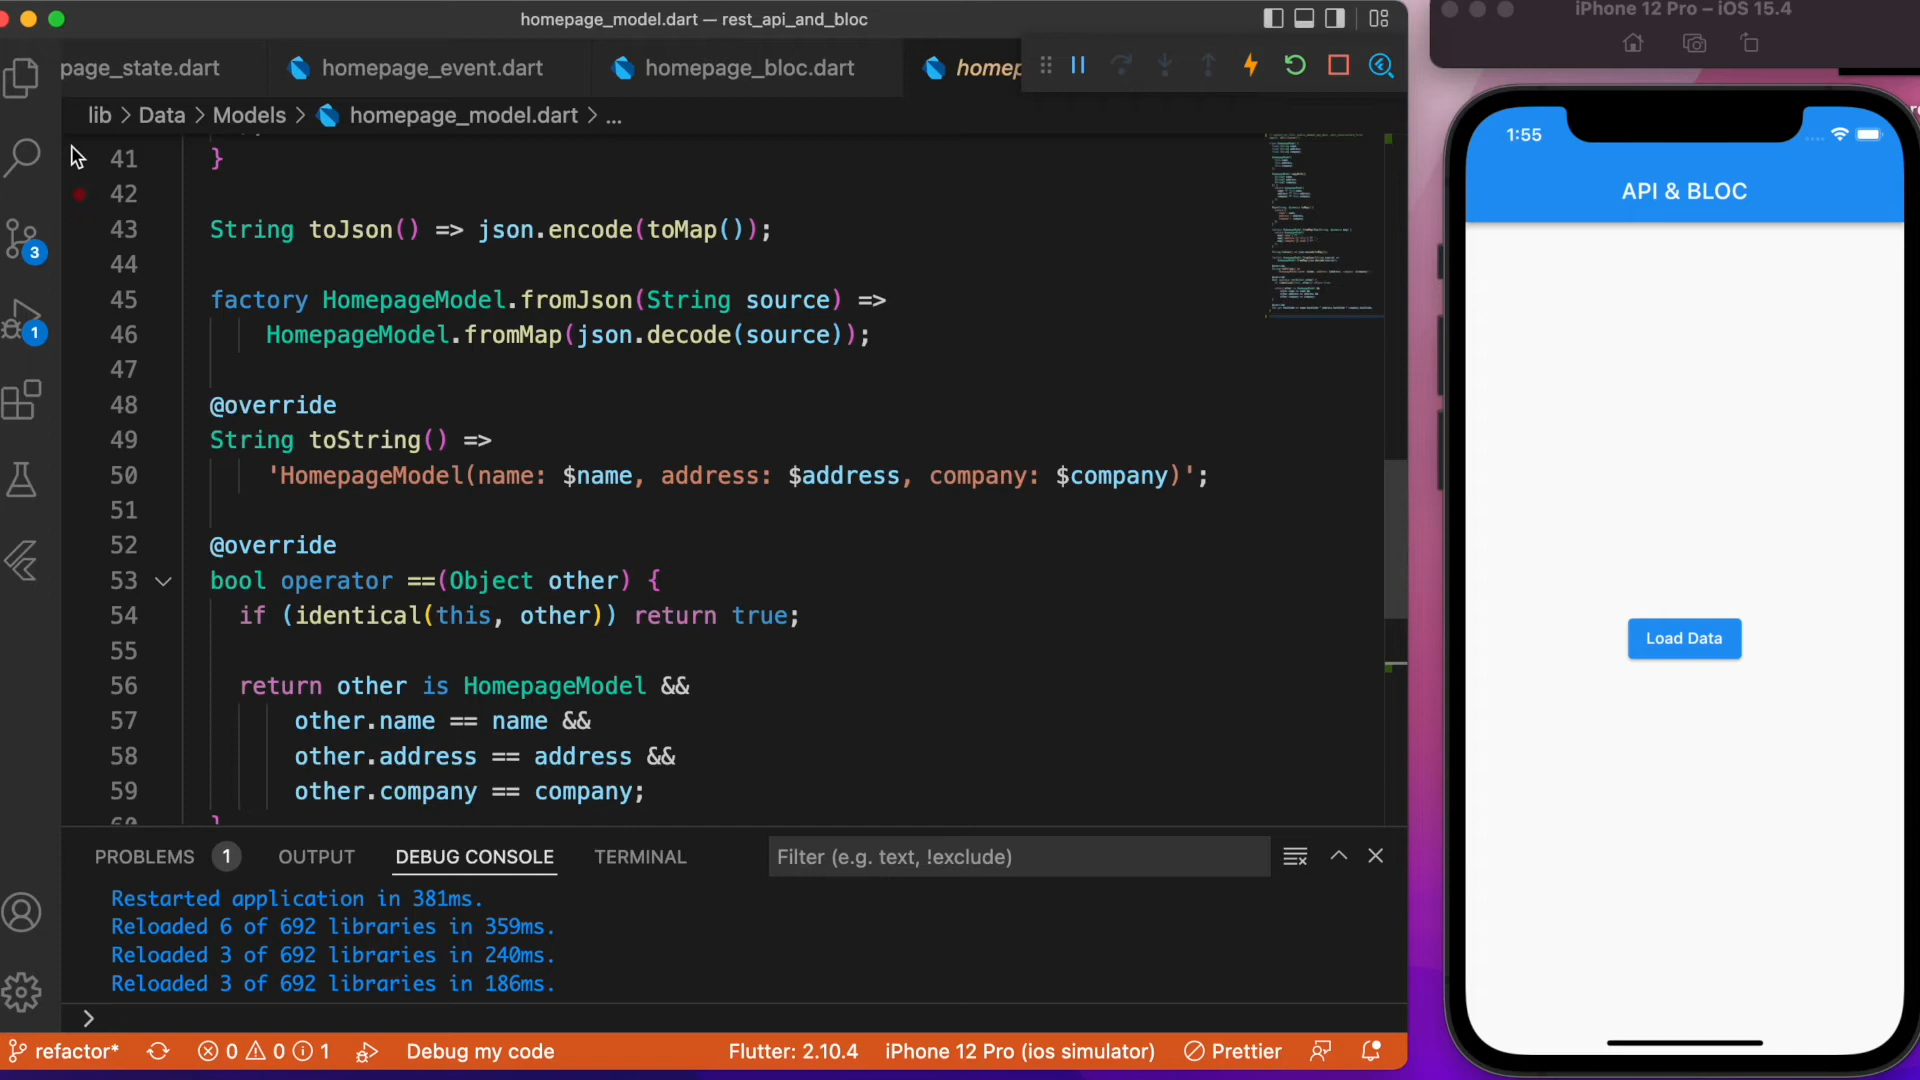 homepage_model.dart — rest_api_and_bloc
page_state.dart
homepage_event.dart
homepage_bloc.dart
homep
lib > Data > Models > homepage_model.dart > ...
41 }
42
43 String toJson() => json.encode(toMap());
44
45 factory HomepageModel.fromJson(String source) =>
46 HomepageModel.fromMap(json.decode(source));
47
48 @override
49 String toString() =>
50 'HomepageModel(name: $name, address: $address, company: $company)';
51
52 @override
53 bool operator ==(Object other) {
54 if (identical(this, other)) return true;
55
56 return other is HomepageModel &&
57 other.name == name &&
58 other.address == address &&
59 other.company == company;
3
1
PROBLEMS 1 OUTPUT DEBUG CONSOLE TERMINAL Filter (e.g. text, !exclude)
Restarted application in 381ms.
Reloaded 6 of 692 libraries in 359ms.
Reloaded 3 of 692 libraries in 240ms.
Reloaded 3 of 692 libraries in 186ms.
>
refactor* 0 0 1 Debug my code Flutter: 2.10.4 iPhone 12 Pro (ios simulator) Prettier
iPhone 12 Pro – iOS 15.4
1:55
API & BLOC
Load Data